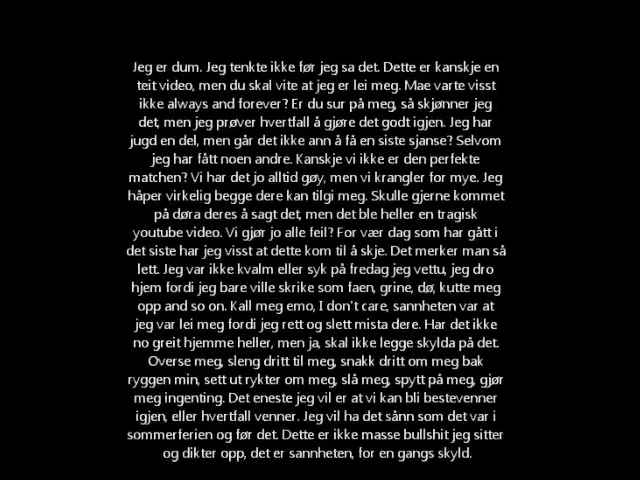 Jeg er dum. Jeg tenkte ikke før jeg sa det. Dette er kanskje en
teit video, men du skal vite at jeg er lei meg. Mae varte visst
ikke always and forever? Er du sur på meg, så skjønner jeg
det, men jeg prøver hvertfall å gjøre det godt igjen. Jeg har
jugd en del, men går det ikke ann å få en siste sjanse? Selvom
jeg har fått noen andre. Kanskje vi ikke er den perfekte
matchen? Vi har det jo alltid gøy, men vi krangler for mye. Jeg
håper virkelig begge dere kan tilgi meg. Skulle gjerne kommet
på døra deres å sagt det, men det ble heller en tragisk
youtube video. Vi gjør jo alle feil? For vær dag som har gått i
det siste har jeg visst at dette kom til å skje. Det merker man så
lett. Jeg var ikke kvalm eller syk på fredag jeg vettu, jeg dro
hjem fordi jeg bare ville skrike som faen, grine, dø, kutte meg
opp and so on. Kall meg emo, I don't care, sannheten var at
jeg var lei meg fordi jeg rett og slett mista dere. Har det ikke
no greit hjemme heller, men ja, skal ikke legge skylda på det.
Overse meg, sleng dritt til meg, snakk dritt om meg bak
ryggen min, sett ut rykter om meg, slå meg, spytt på meg, gjør
meg ingenting. Det eneste jeg vil er at vi kan bli bestevenner
igjen, eller hvertfall venner. Jeg vil ha det sånn som det var i
sommerferien og før det. Dette er ikke masse bullshit jeg sitter
og dikter opp, det er sannheten, for en gangs skyld.